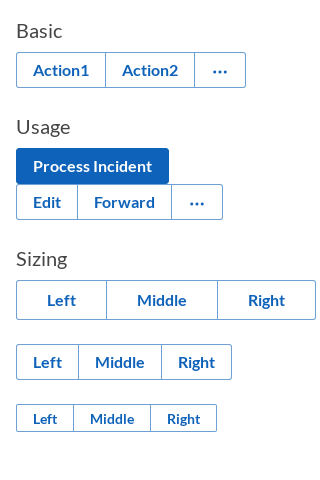 Basic
Action1 Action2 ...
Usage
Process Incident
Edit Forward ...
Sizing
Left Middle Right
Left Middle Right
Left Middle Right